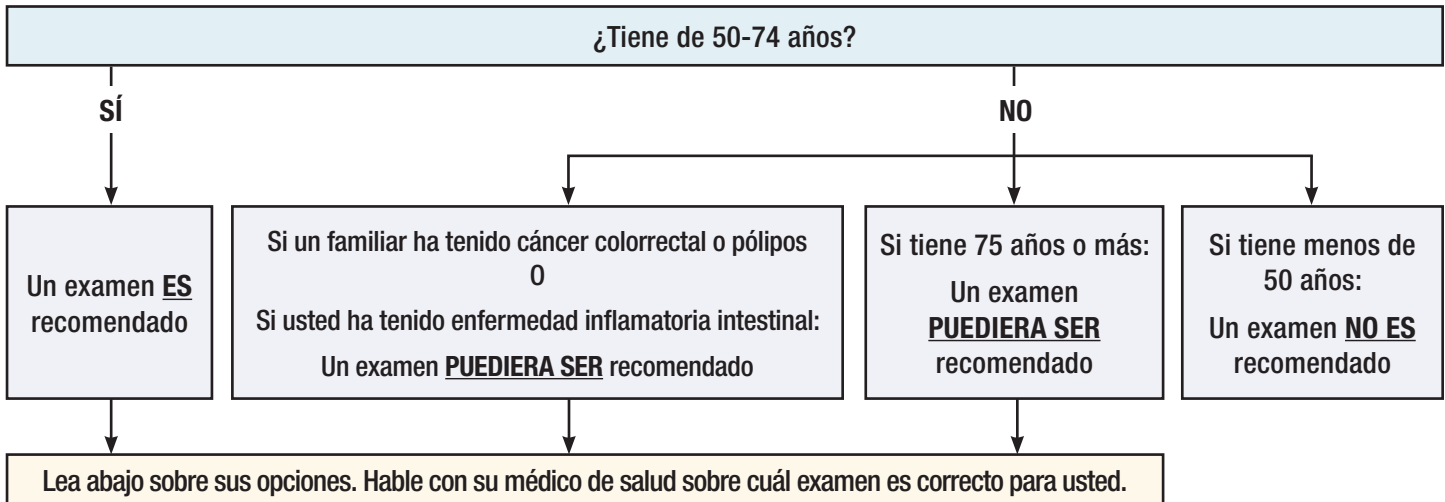 ¿Tiene de 50-74 años?
SÍ
NO
Un examen ES
recomendado
Si un familiar ha tenido cáncer colorrectal o pólipos
O
Si usted ha tenido enfermedad inflamatoria intestinal:
Un examen PUEDIERA SER recomendado
Si tiene 75 años o más:
Un examen
PUEDIERA SER
recomendado
Si tiene menos de
50 años:
Un examen NO ES
recomendado
Lea abajo sobre sus opciones. Hable con su médico de salud sobre cuál examen es correcto para usted.